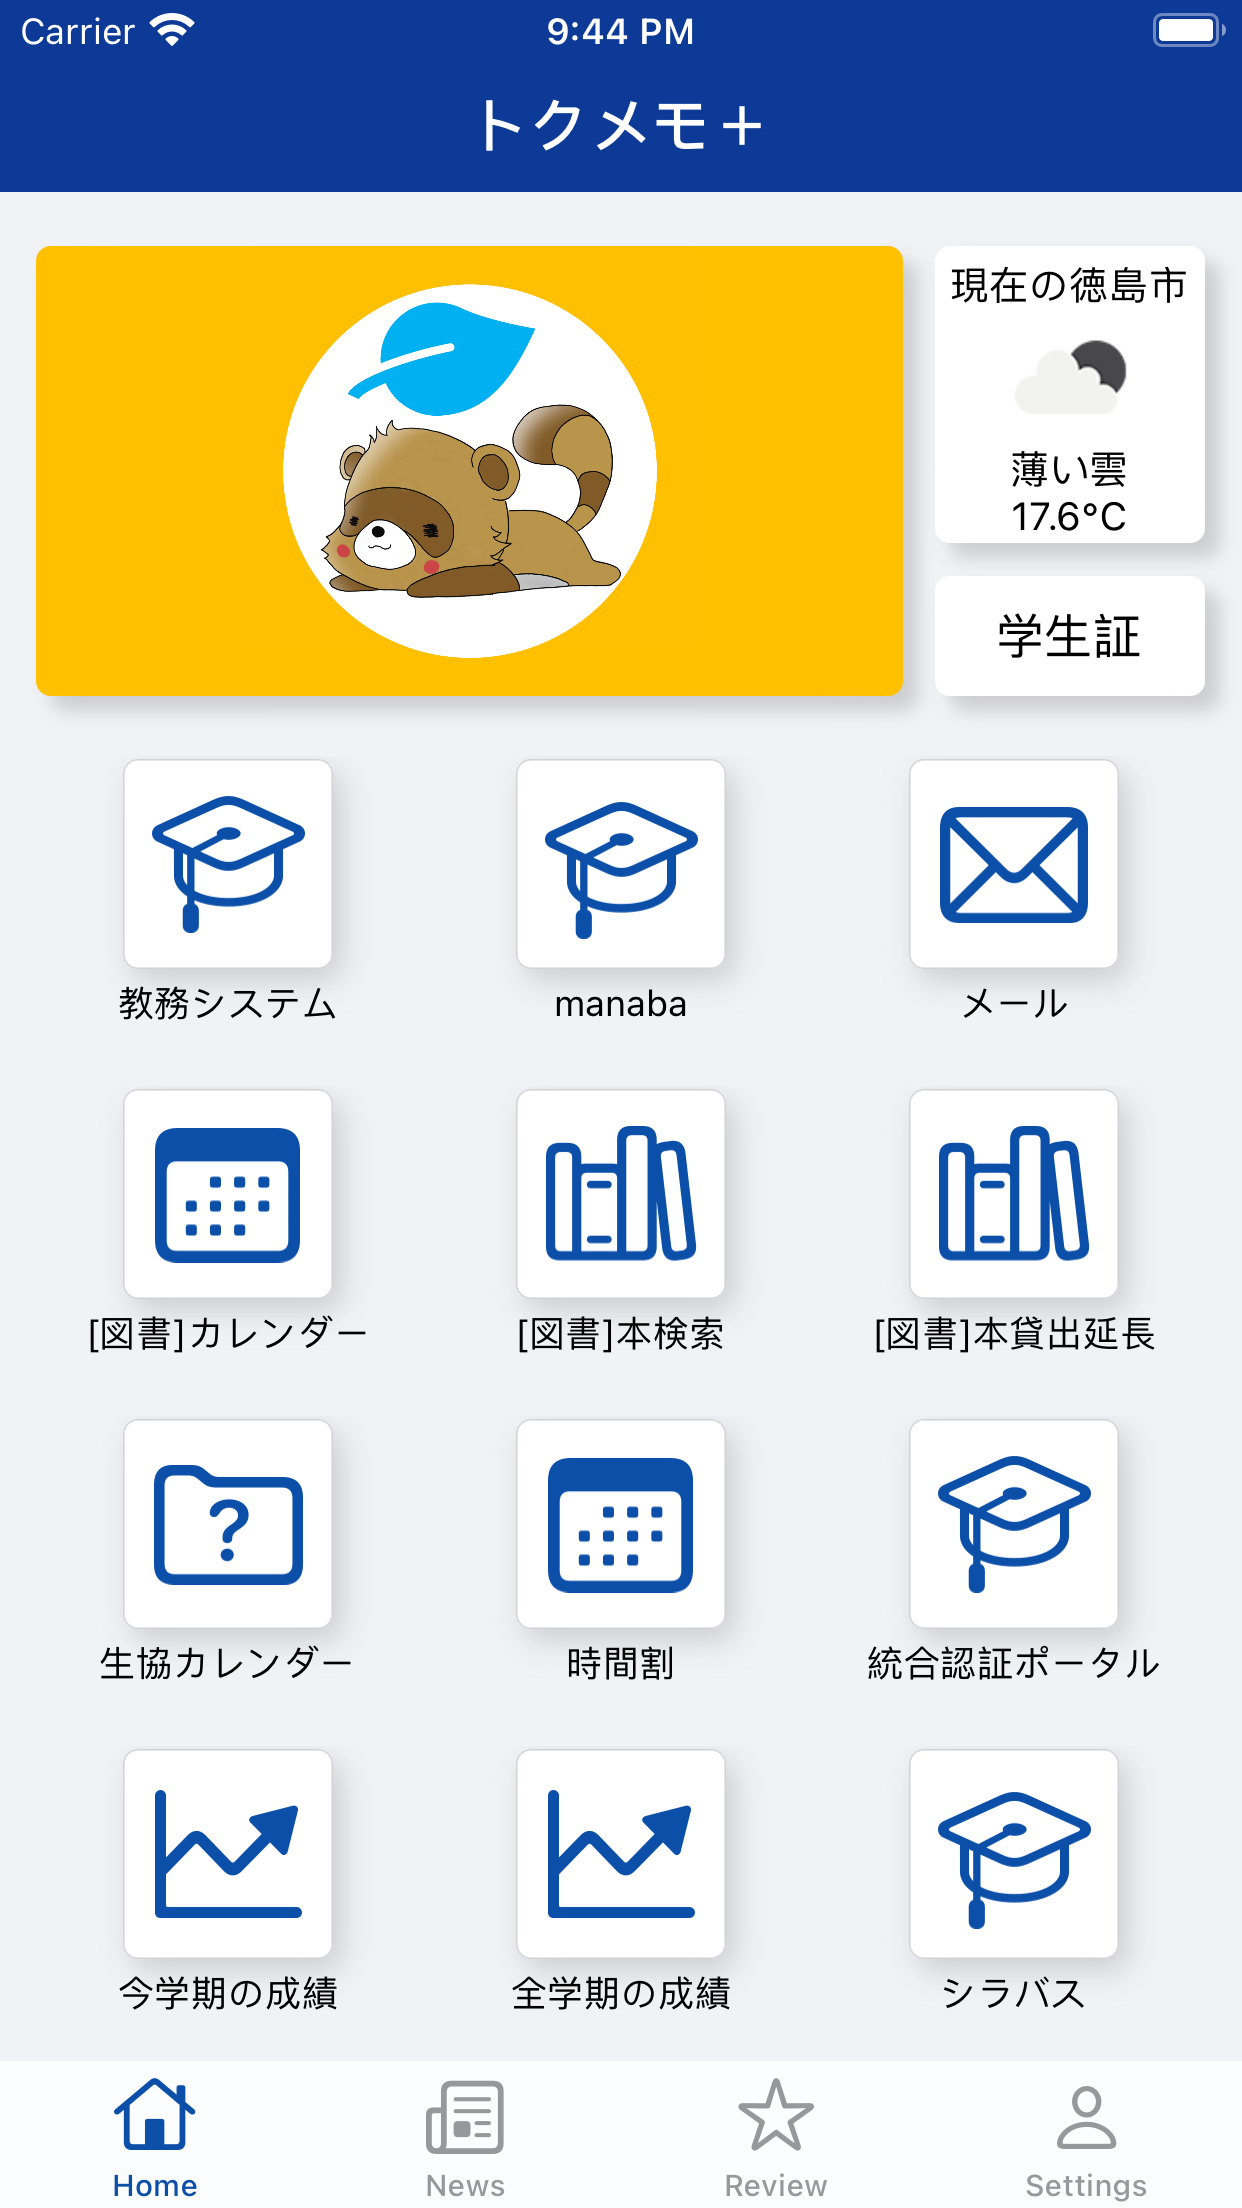 Carrier 9:44 PM
トクメモ＋
現在の徳島市
薄い雲
17.6°C
学生証
教務システム
manaba
メール
[図書]カレンダー
[図書]本検索
[図書]本貸出延長
生協カレンダー
時間割
統合認証ポータル
今学期の成績
全学期の成績
シラバス
Home
News
Review
Settings